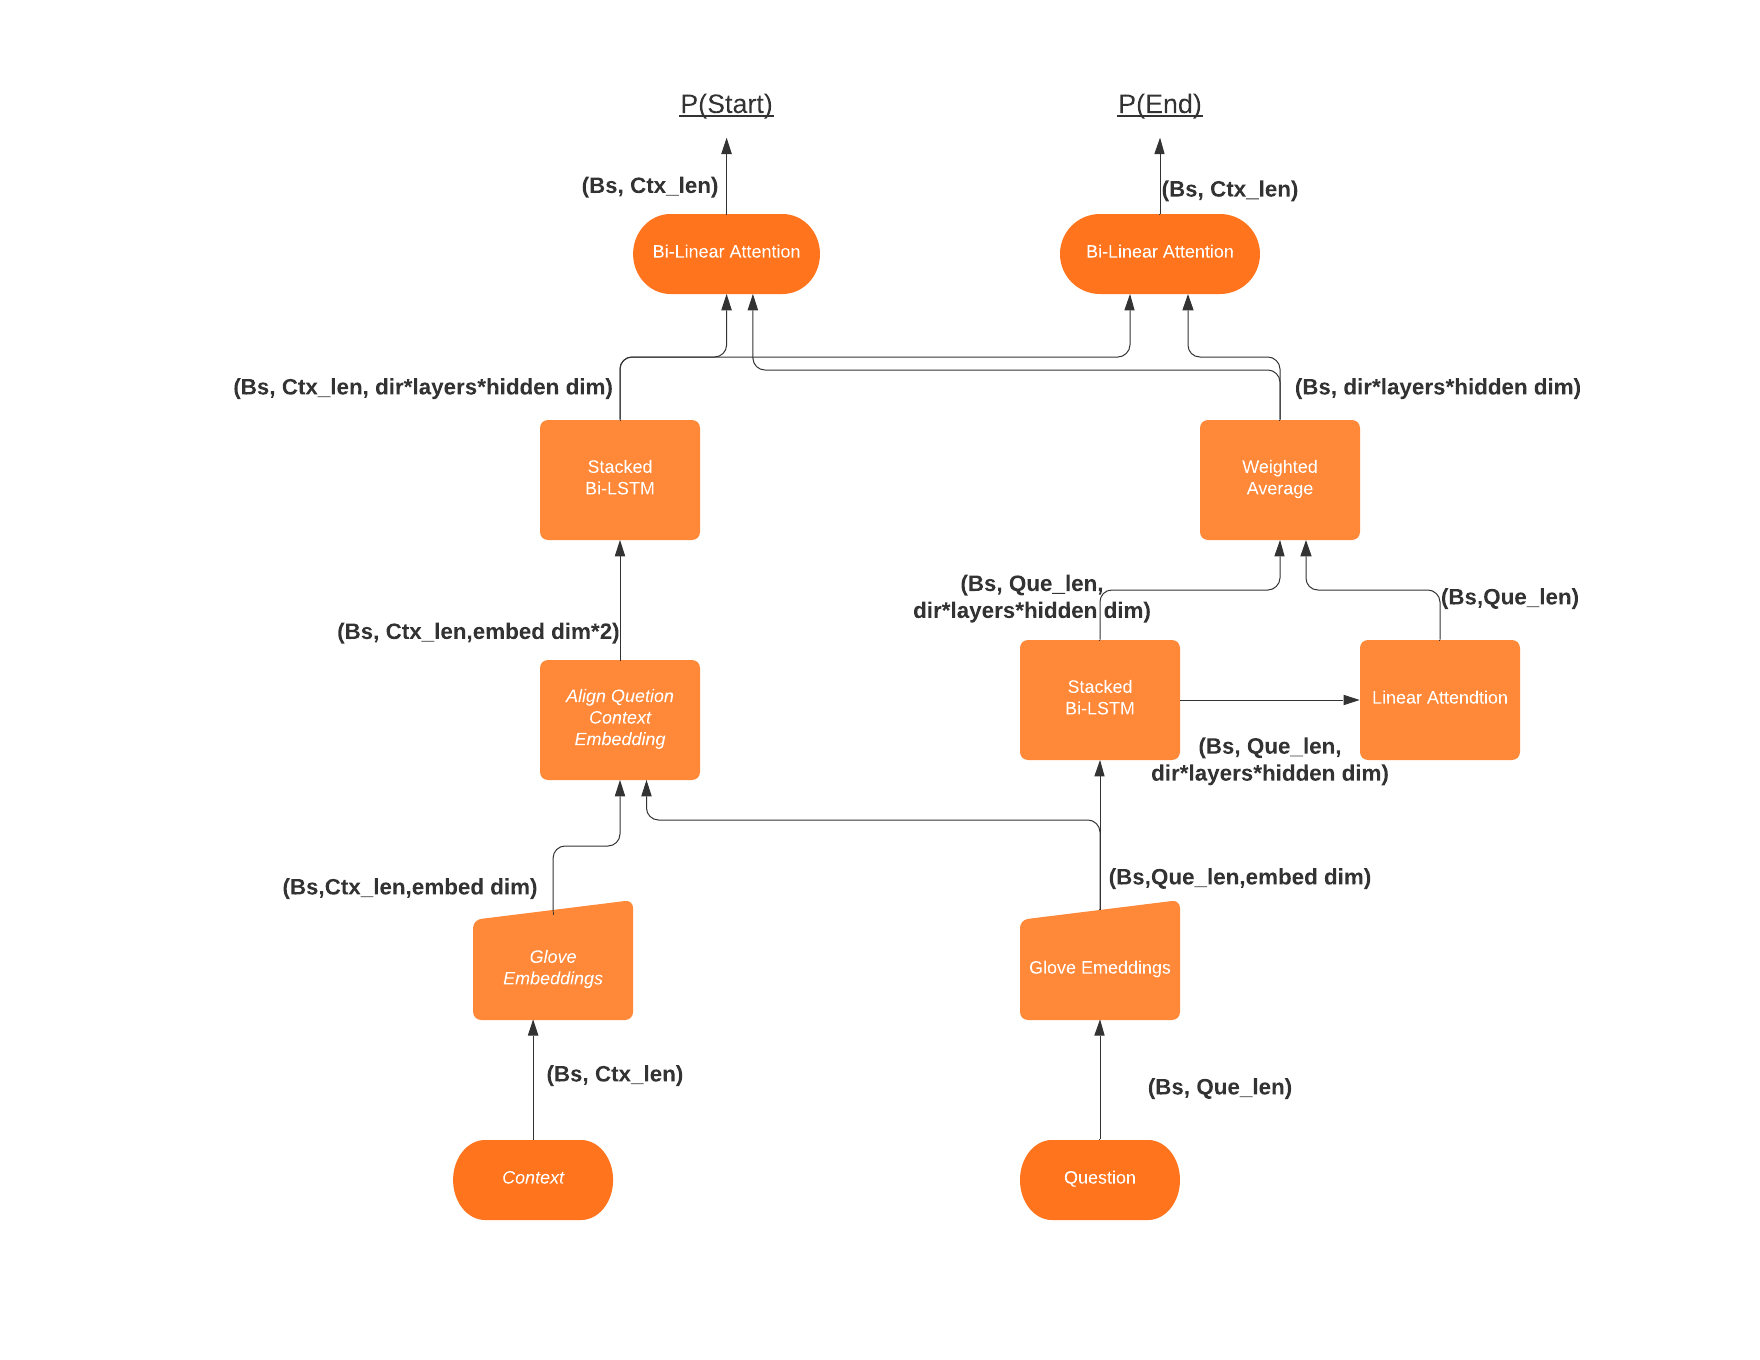 P(Start)
P(End)
(Bs, Ctx_len)
(Bs, Ctx_len)
Bi-Linear Attention
Bi-Linear Attention
(Bs, Ctx_len, dir*layers*hidden dim)
(Bs, dir*layers*hidden dim)
Stacked
Bi-LSTM
Weighted
Average
(Bs, Que_len,
dir*layers*hidden dim)
(Bs,Que_len)
(Bs, Ctx_len,embed dim*2)
Align Quetion
Context
Embedding
Stacked
Bi-LSTM
Linear Attendtion
(Bs, Que_len,
dir*layers*hidden dim)
(Bs,Ctx_len,embed dim)
(Bs,Que_len,embed dim)
Glove
Embeddings
Glove Emeddings
(Bs, Ctx_len)
(Bs, Que_len)
Context
Question